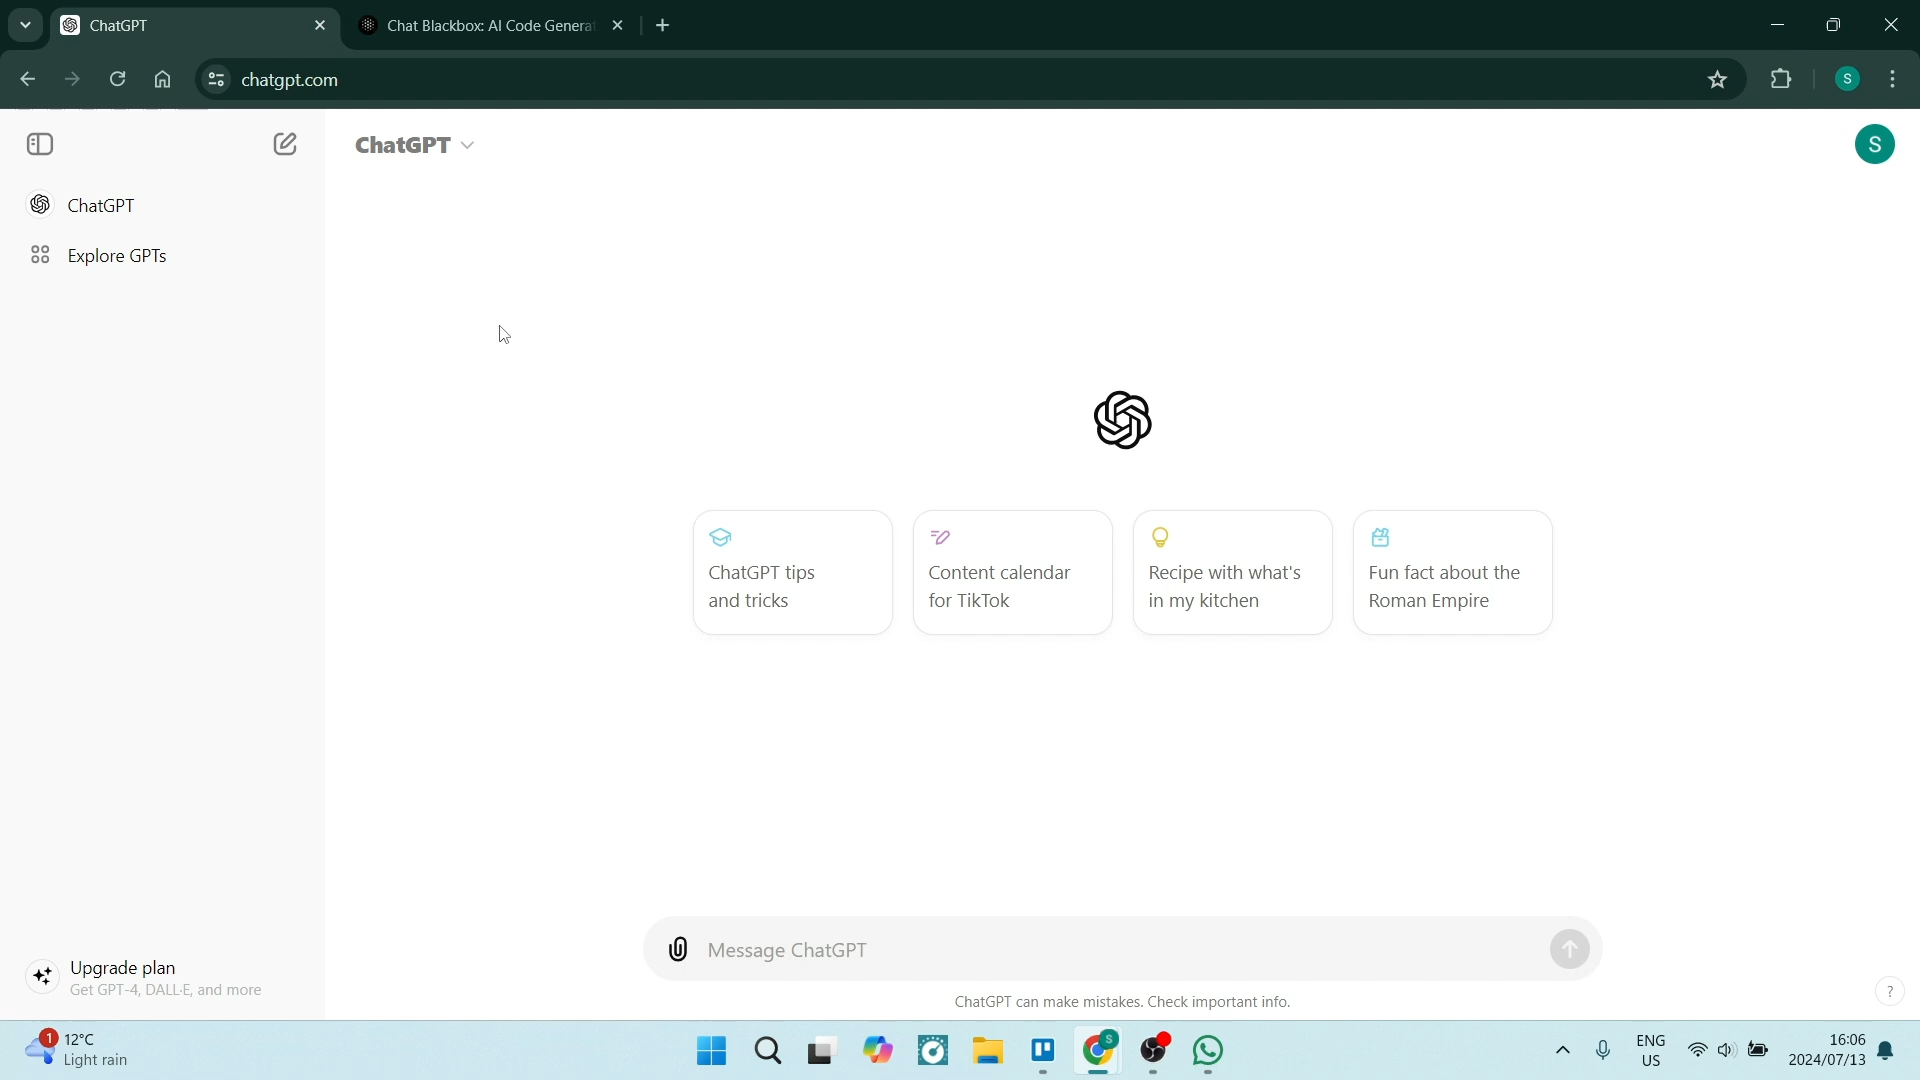 ChatGPT
Chat Blackbox: AI Code Genera
chatgpt.com
S
ChatGPT
S
ChatGPT
Explore GPTs
ChatGPT tips
and tricks
Content calendar
for TikTok
Recipe with what's
in my kitchen
Fun fact about the
Roman Empire
Message ChatGPT
Upgrade plan
Get GPT-4, DALL·E, and more
ChatGPT can make mistakes. Check important info.
?
1
12°C
Light rain
S
ENG
US
16:06
2024/07/13